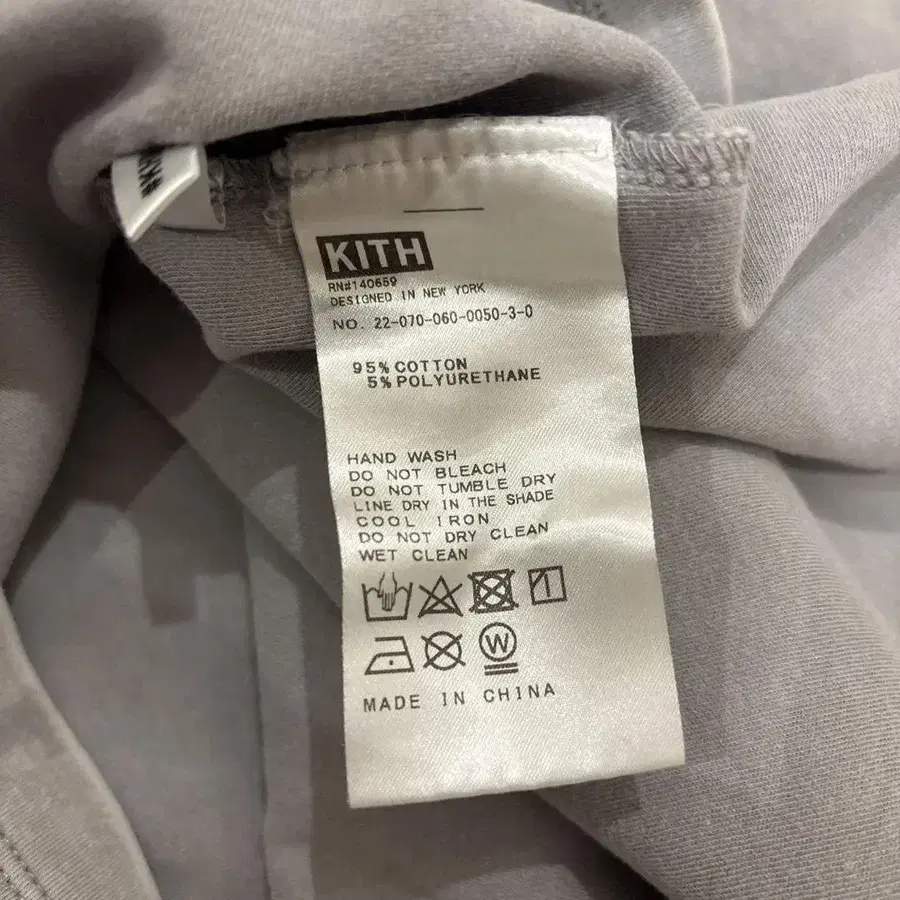 KITH
RN#140659
DESIGNED IN NEW YORK
NO. 22-070-060-0050-3-0
95% COTTON
5% POLYURETHANE
HAND WASH
DO NOT BLEACH
DO NOT TUMBLE DRY
LINE DRY IN THE SHADE
COOL IRON
DO NOT DRY CLEAN
WET CLEAN
W
MADE IN CHINA